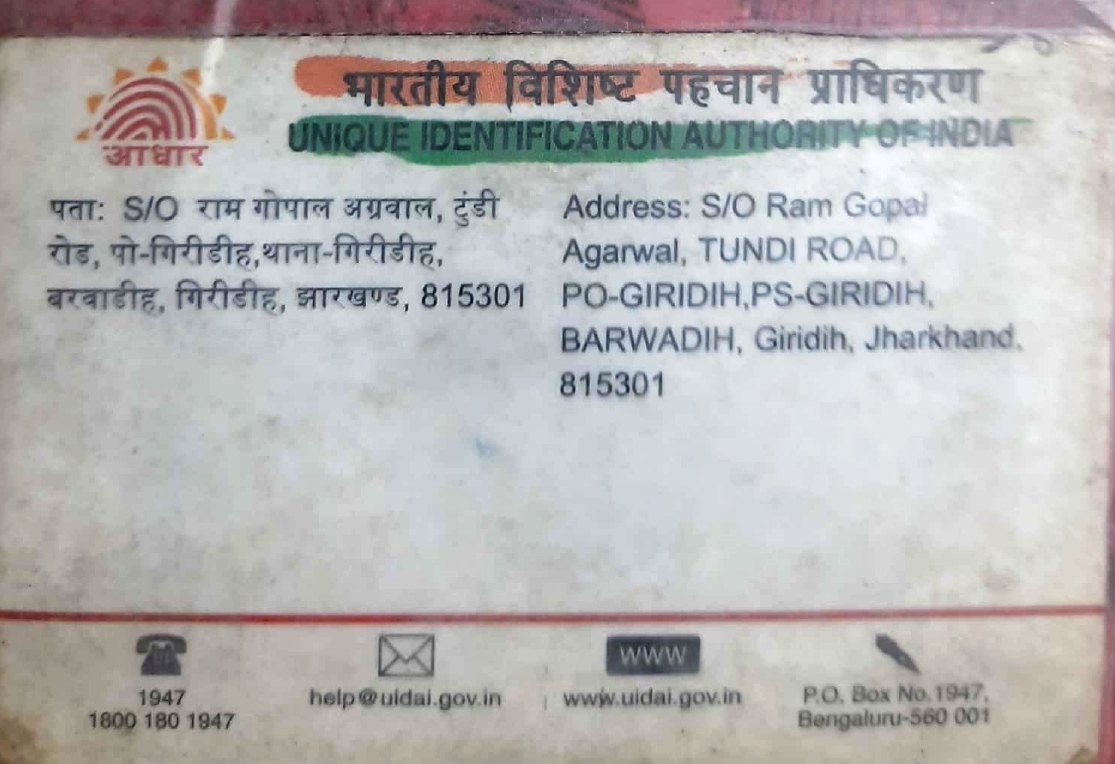 भारतीय विशिष्ट पहचान प्राधिकरण
UNIQUE IDENTIFICATION AUTHORITY OF INDIA
आधार
पता: S/O राम गोपाल अग्रवाल, टुंडी
रोड, पो-गिरीडीह,थाना-गिरीडीह,
बरवाडीह, गिरीडीह, झारखण्ड, 815301
Address: S/O Ram Gopal
Agarwal, TUNDI ROAD,
PO-GIRIDIH,PS-GIRIDIH,
BARWADIH, Giridih, Jharkhand,
815301
1947
1800 180 1947
help@uidai.gov.in
WWW
www.uidai.gov.in
P.O. Box No.1947,
Bengaluru-560 001